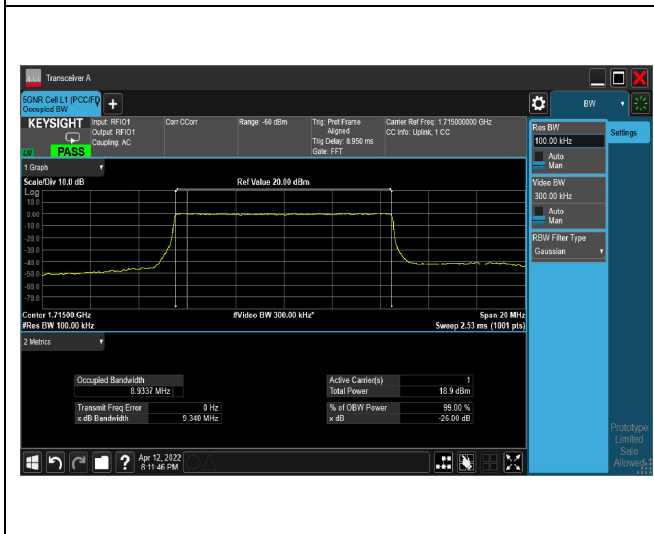 Transceiver A
5GNR Cell L1 (PCC/FD
Occupied BW
BW
KEYSIGHT
Input: RFIO1
Output: RFIO1
Coupling: AC
Corr CCorr
Range: -60 dBm
Trig: Prot Frame
Aligned
Trig Delay: 8.950 ms
Gate: FFT
Carrier Ref Freq: 1.715000000 GHz
CC Info: Uplink, 1 CC
PASS
1 Graph
Scale/Div 10.0 dB
Ref Value 20.00 dBm
Log
10.0
0.00
-10.0
-20.0
-30.0
-40.0
-50.0
-60.0
-70.0
Center 1.71500 GHz
#Video BW 300.00 kHz*
Span 20 MHz
#Res BW 100.00 kHz
Sweep 2.53 ms (1001 pts)
2 Metrics
Occupied Bandwidth
8.9337 MHz
Transmit Freq Error 0 Hz
x dB Bandwidth 9.340 MHz
Active Carrier(s) 1
Total Power 18.9 dBm
% of OBW Power 99.00 %
x dB -26.00 dB
Apr 12, 2022
8:11:46 PM
Res BW
100.00 kHz
Auto
Man
Video BW
300.00 kHz
Auto
Man
RBW Filter Type
Gaussian
Settings
Prototype
Limited
Sale
Allowed